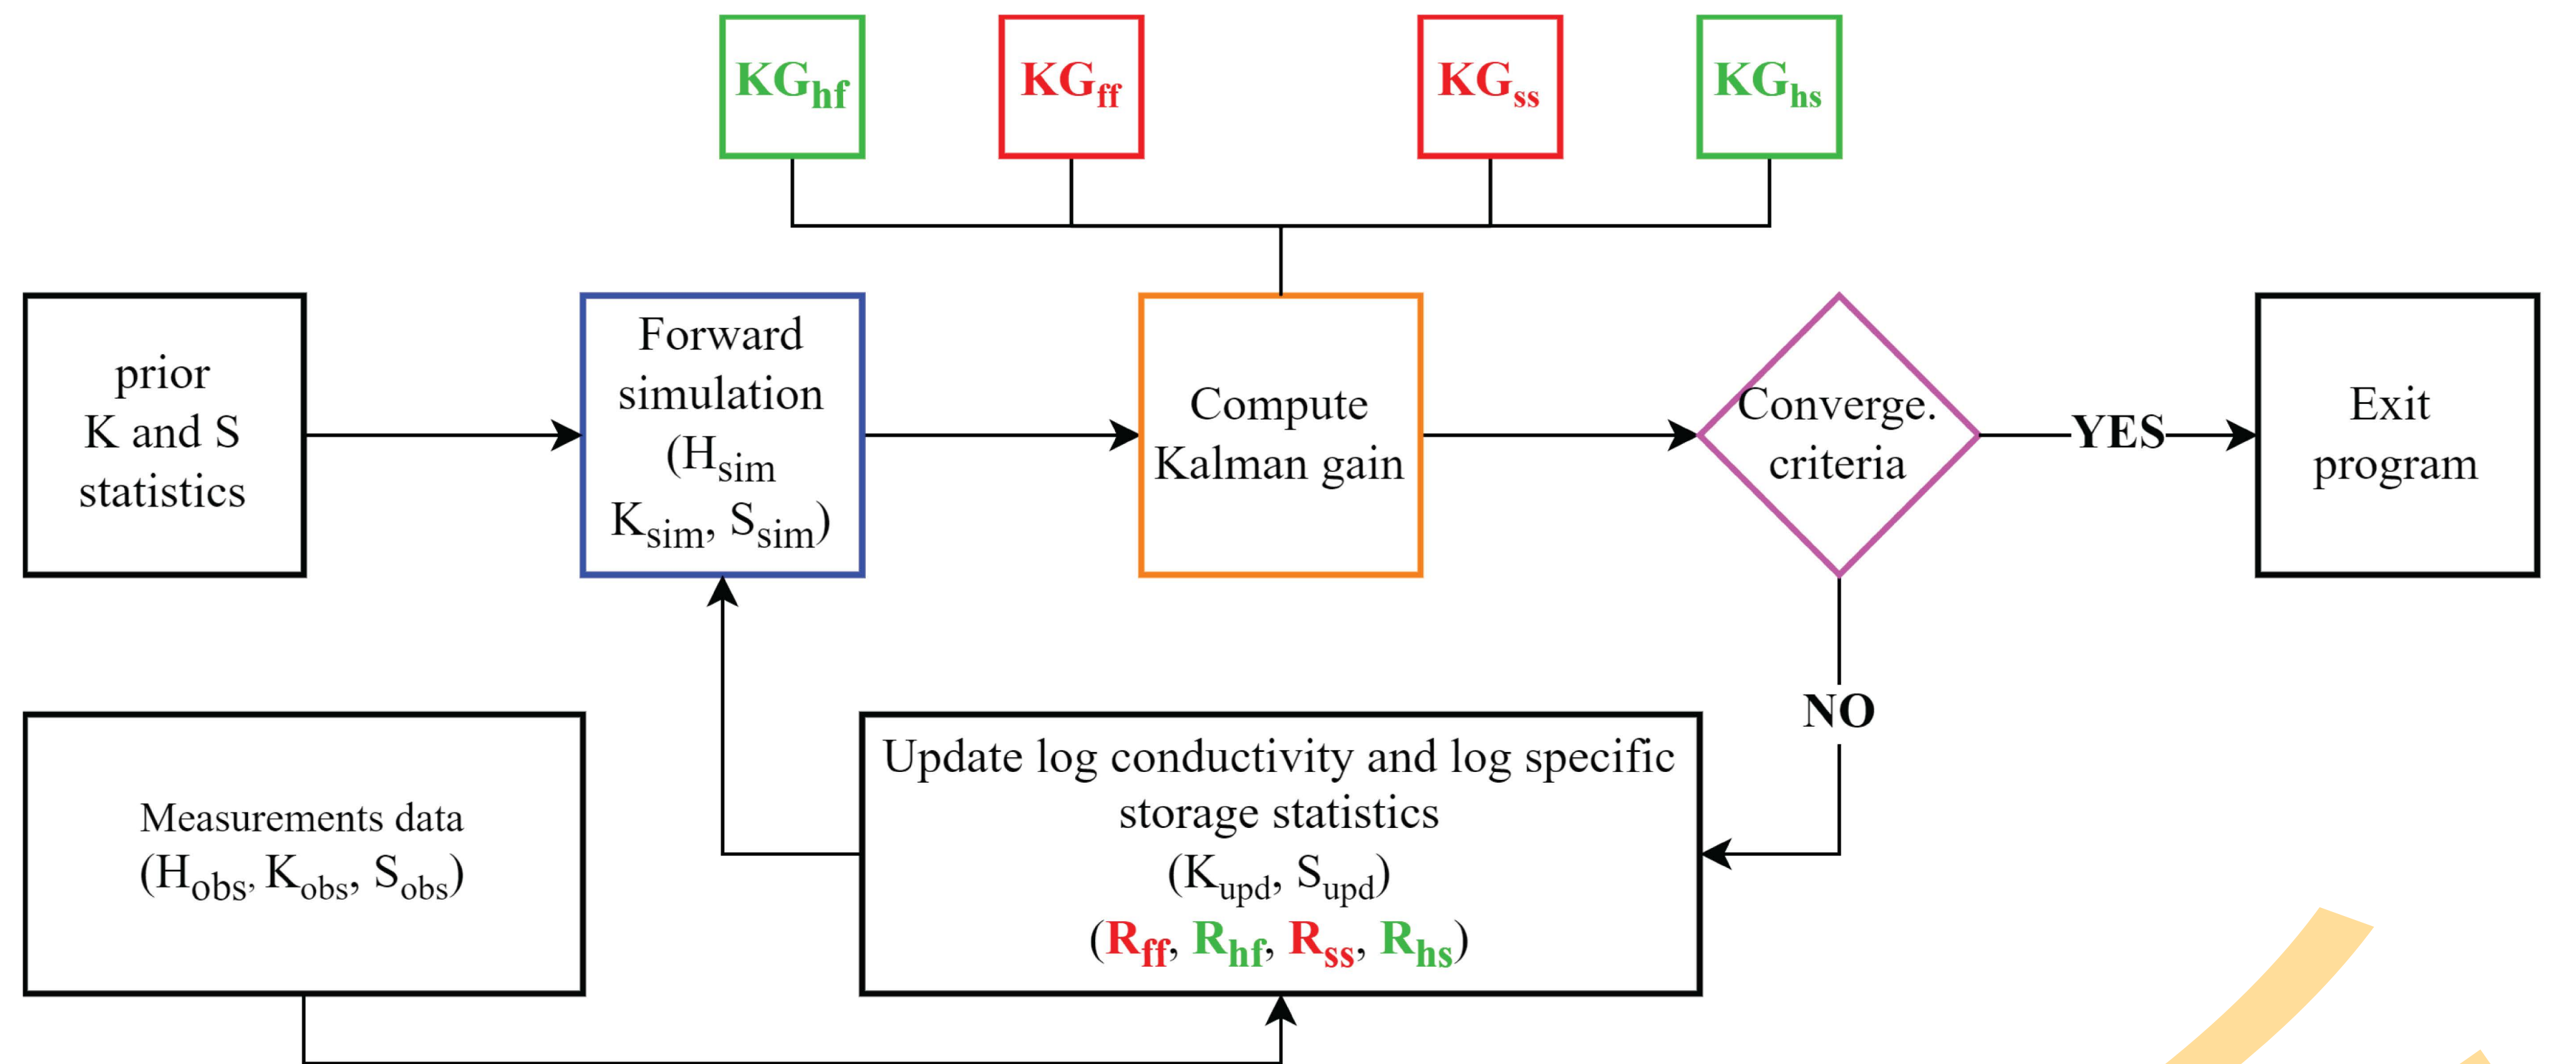 KGhf
KGff
KGss
KGhs
prior
K and S
statistics
Forward
simulation
(Hsim
Ksim, Ssim)
Compute
Kalman gain
Converge.
criteria
YES
Exit
program
NO
Measurements data
(Hobs, Kobs, Sobs)
Update log conductivity and log specific
storage statistics
(Kupd, Supd)
(Rff, Rhf, Rss, Rhs)